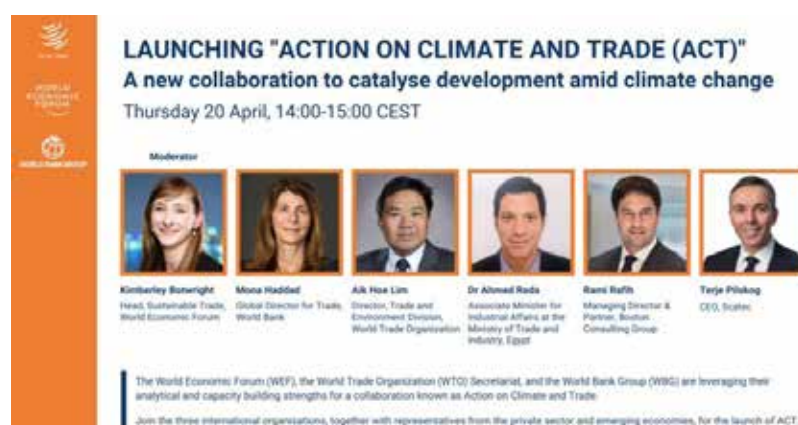 WORLD
ECONOMIC
FORUM
WORLD BANK GROUP
LAUNCHING "ACTION ON CLIMATE AND TRADE (ACT)"
A new collaboration to catalyse development amid climate change
Thursday 20 April, 14:00-15:00 CEST
Moderator
Kimberley Botwright
Head, Sustainable Trade,
World Economic Forum
Mona Haddad
Global Director for Trade,
World Bank
Aik Hoe Lim
Director, Trade and
Environment Division,
World Trade Organization
Dr Ahmed Reda
Associate Minister for
Industrial Affairs at the
Ministry of Trade and
Industry, Egypt
Rami Rafih
Managing Director &
Partner, Boston
Consulting Group
Terje Pilskog
CEO, Scatec
The World Economic Forum (WEF), the World Trade Organization (WTO) Secretariat, and the World Bank Group (WBG) are leveraging their
analytical and capacity building strengths for a collaboration known as Action on Climate and Trade.
Join the three international organizations, together with representatives from the private sector and emerging economies, for the launch of ACT.